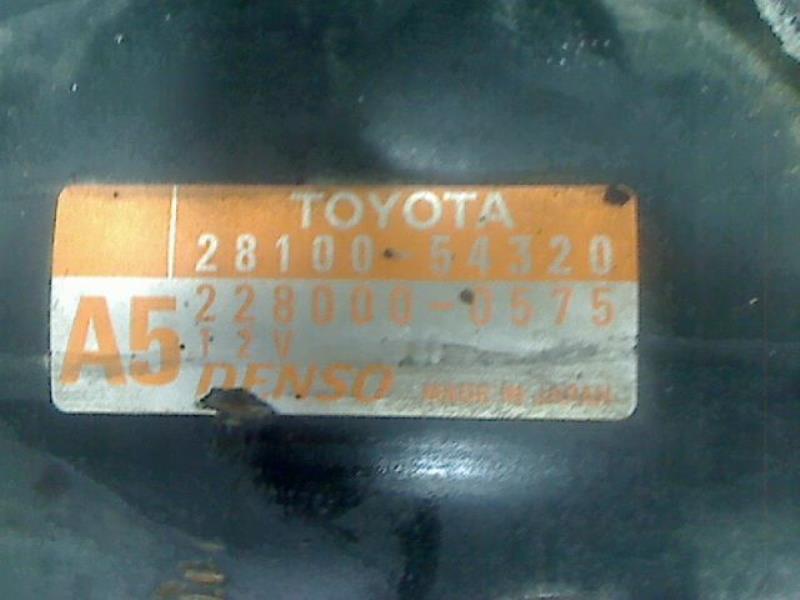 TOYOTA
28100-54320
A5
228000-0575
12V
DENSO MADE IN JAPAN